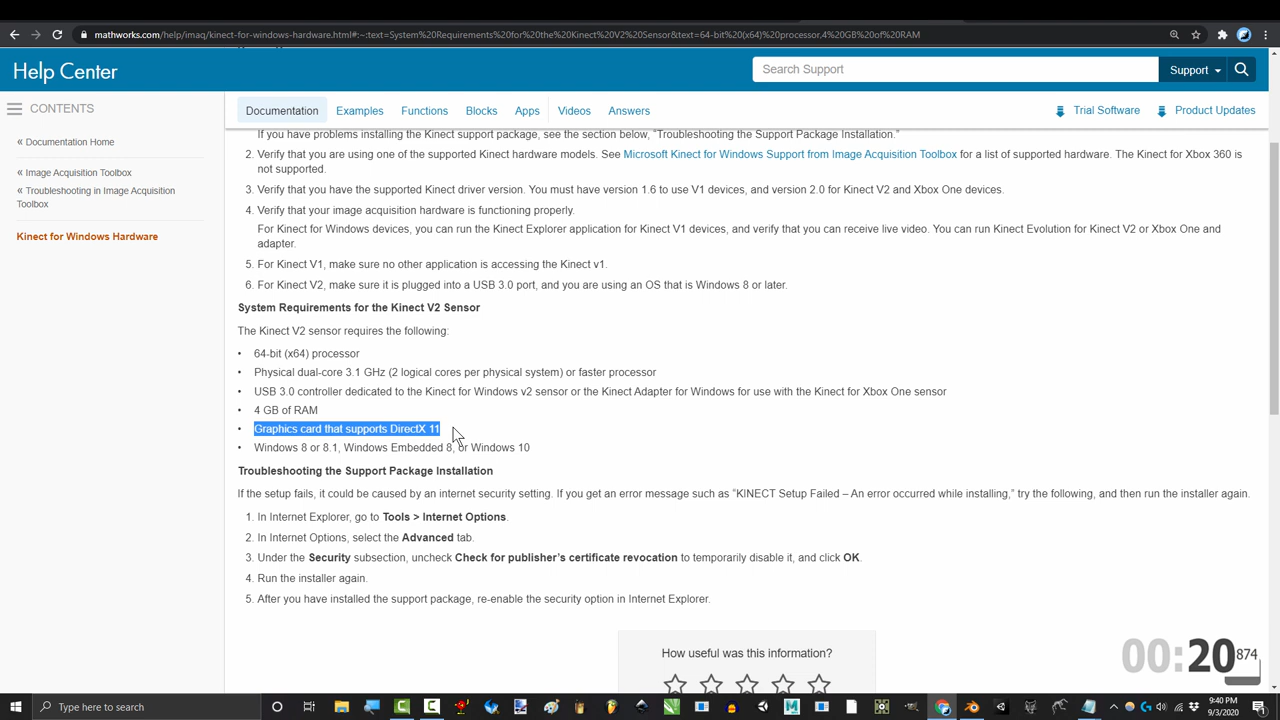 mathworks.com/help/imaq/kinect-for-windows-hardware.html#:~:text=System%20Requirements%20for%20the%20Kinect%20V2%20Sensor&text=64-bit%20(x64)%20processor,4%20GB%20of%20RAM
Help Center
Search Support
Support
CONTENTS
Documentation Examples Functions Blocks Apps Videos Answers Trial Software Product Updates
« Documentation Home
« Image Acquisition Toolbox
« Troubleshooting in Image Acquisition
Toolbox
Kinect for Windows Hardware
If you have problems installing the Kinect support package, see the section below, “Troubleshooting the Support Package Installation.”
2. Verify that you are using one of the supported Kinect hardware models. See Microsoft Kinect for Windows Support from Image Acquisition Toolbox for a list of supported hardware. The Kinect for Xbox 360 is
not supported.
3. Verify that you have the supported Kinect driver version. You must have version 1.6 to use V1 devices, and version 2.0 for Kinect V2 and Xbox One devices.
4. Verify that your image acquisition hardware is functioning properly.
For Kinect for Windows devices, you can run the Kinect Explorer application for Kinect V1 devices, and verify that you can receive live video. You can run Kinect Evolution for Kinect V2 or Xbox One and
adapter.
5. For Kinect V1, make sure no other application is accessing the Kinect v1.
6. For Kinect V2, make sure it is plugged into a USB 3.0 port, and you are using an OS that is Windows 8 or later.
System Requirements for the Kinect V2 Sensor
The Kinect V2 sensor requires the following:
• 64-bit (x64) processor
• Physical dual-core 3.1 GHz (2 logical cores per physical system) or faster processor
• USB 3.0 controller dedicated to the Kinect for Windows v2 sensor or the Kinect Adapter for Windows for use with the Kinect for Xbox One sensor
• 4 GB of RAM
• Graphics card that supports DirectX 11
• Windows 8 or 8.1, Windows Embedded 8, or Windows 10
Troubleshooting the Support Package Installation
If the setup fails, it could be caused by an internet security setting. If you get an error message such as “KINECT Setup Failed – An error occurred while installing,” try the following, and then run the installer again.
1. In Internet Explorer, go to Tools > Internet Options.
2. In Internet Options, select the Advanced tab.
3. Under the Security subsection, uncheck Check for publisher’s certificate revocation to temporarily disable it, and click OK.
4. Run the installer again.
5. After you have installed the support package, re-enable the security option in Internet Explorer.
How useful was this information?
00:20 874
Type here to search
9:40 PM
9/3/2020